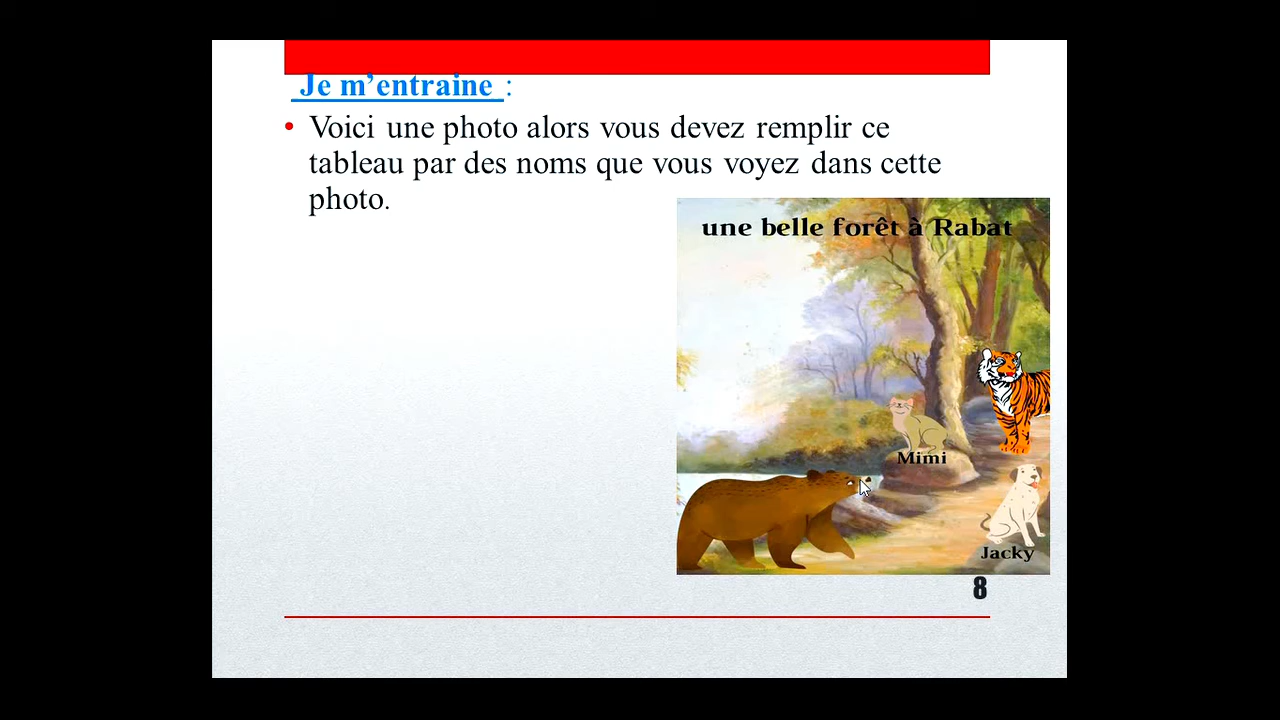 Je m’entraine :
• Voici une photo alors vous devez remplir ce
tableau par des noms que vous voyez dans cette
photo.
une belle forêt à Rabat
Mimi
Jacky
8